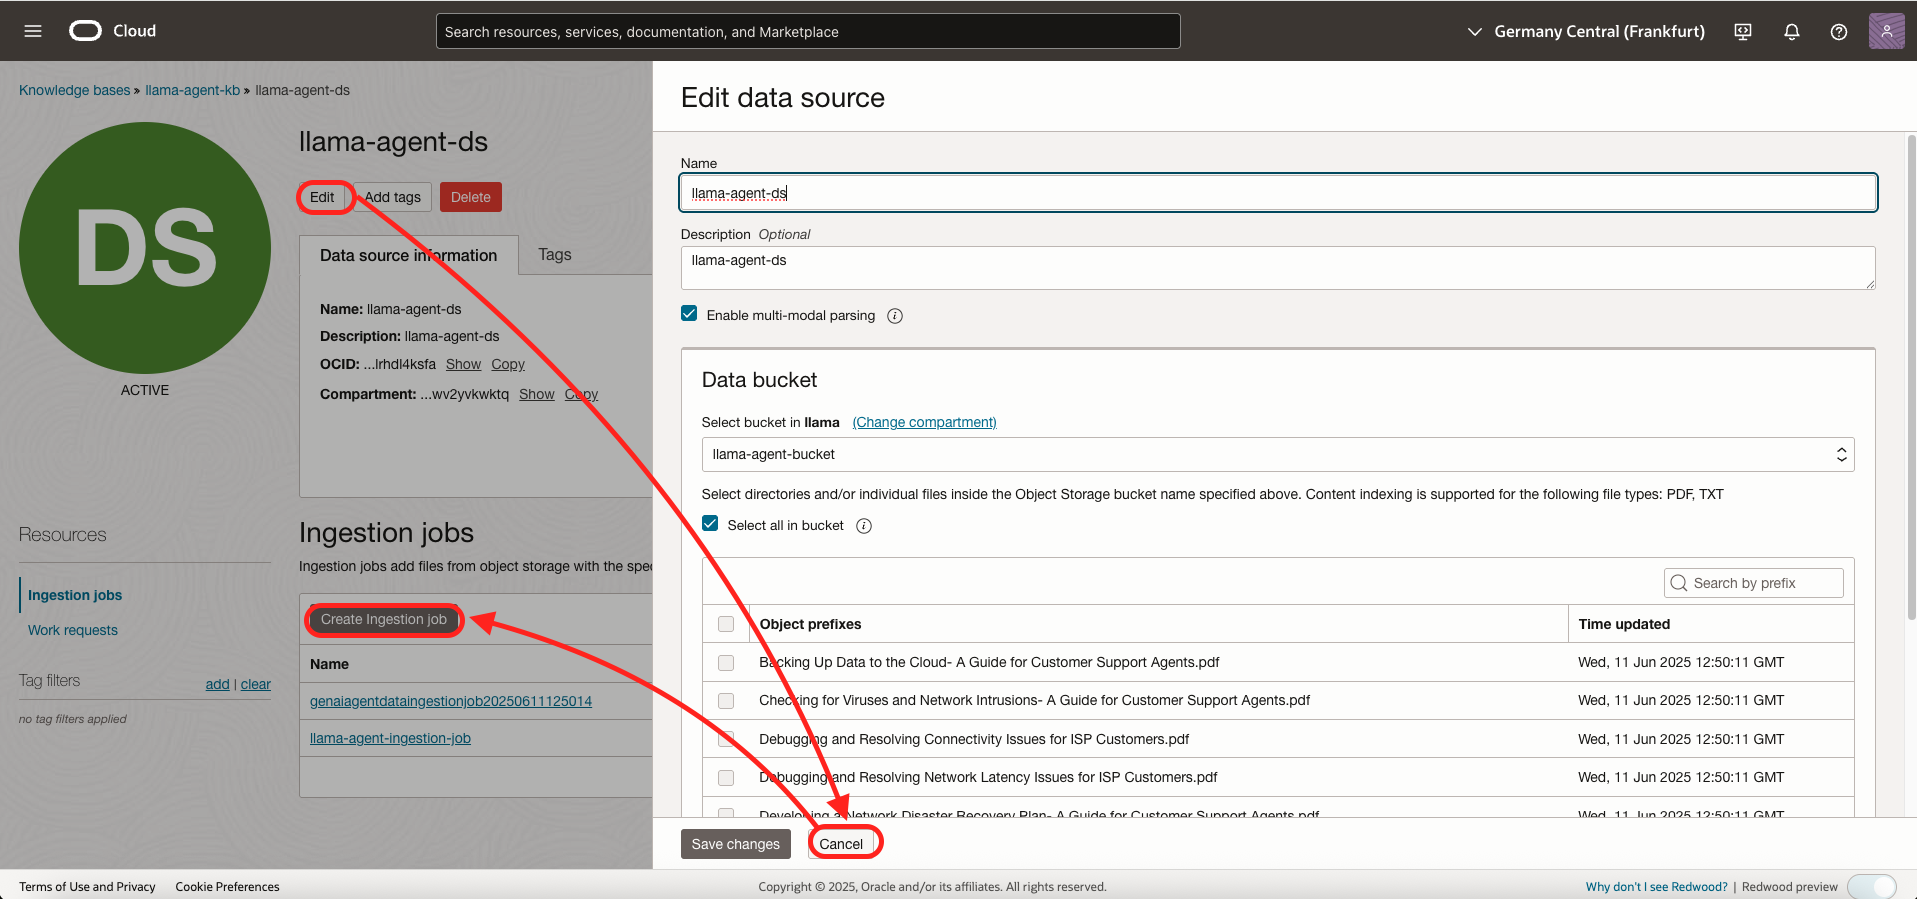 Cloud
Search resources, services, documentation, and Marketplace
Germany Central (Frankfurt)
Knowledge bases » llama-agent-kb » llama-agent-ds
DS
ACTIVE
llama-agent-ds
Edit
Add tags
Delete
Data source information
Tags
Name: llama-agent-ds
Description: llama-agent-ds
OCID: ...lrhdl4ksfa Show Copy
Compartment: ...wv2yvkwktq Show Copy
Resources
Ingestion jobs
Work requests
Tag filters
add | clear
no tag filters applied
Ingestion jobs
Ingestion jobs add files from object storage with the spec
Create Ingestion job
Name
genaiagentdataingestionjob20250611125014
llama-agent-ingestion-job
Edit data source
Name
llama-agent-ds
Description Optional
llama-agent-ds
Enable multi-modal parsing
Data bucket
Select bucket in llama (Change compartment)
llama-agent-bucket
Select directories and/or individual files inside the Object Storage bucket name specified above. Content indexing is supported for the following file types: PDF, TXT
Select all in bucket
Search by prefix
Object prefixes Time updated
Backing Up Data to the Cloud- A Guide for Customer Support Agents.pdf Wed, 11 Jun 2025 12:50:11 GMT
Checking for Viruses and Network Intrusions- A Guide for Customer Support Agents.pdf Wed, 11 Jun 2025 12:50:11 GMT
Debugging and Resolving Connectivity Issues for ISP Customers.pdf Wed, 11 Jun 2025 12:50:11 GMT
Debugging and Resolving Network Latency Issues for ISP Customers.pdf Wed, 11 Jun 2025 12:50:11 GMT
Developing a Network Disaster Recovery Plan- A Guide for Customer Support Agents.pdf Wed, 11 Jun 2025 12:50:11 GMT
Save changes
Cancel
Terms of Use and Privacy Cookie Preferences
Copyright © 2025, Oracle and/or its affiliates. All rights reserved.
Why don't I see Redwood? | Redwood preview